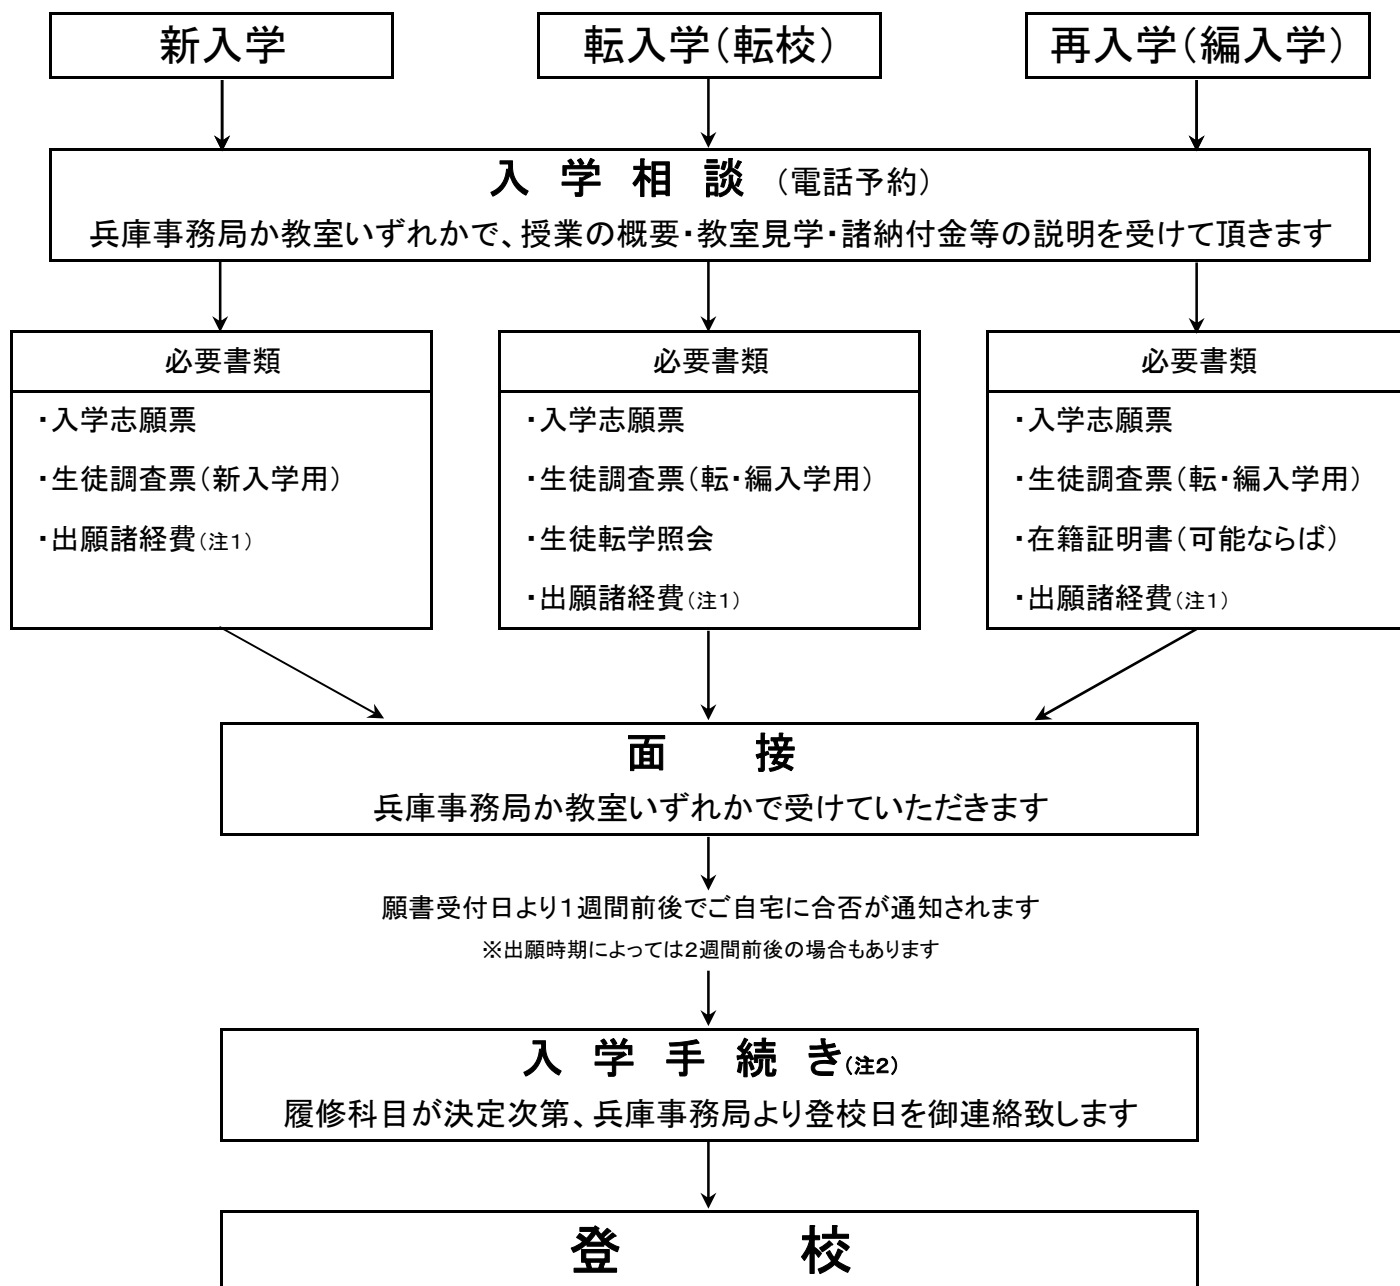 新入学
転入学（転校）
再入学（編入学）
入学相談（電話予約）
兵庫事務局か教室いずれかで、授業の概要・教室見学・諸納付金等の説明を受けて頂きます
必要書類
・入学志願票
・生徒調査票（新入学用）
・出願諸経費（注１）
必要書類
・入学志願票
・生徒調査票（転・編入学用）
・生徒転学照会
・出願諸経費（注１）
必要書類
・入学志願票
・生徒調査票（転・編入学用）
・在籍証明書（可能ならば）
・出願諸経費（注１）
面接
兵庫事務局か教室いずれかで受けていただきます
願書受付日より１週間前後でご自宅に合否が通知されます
※出願時期によっては２週間前後の場合もあります
入学手続き（注２）
履修科目が決定次第、兵庫事務局より登校日を御連絡致します
登校